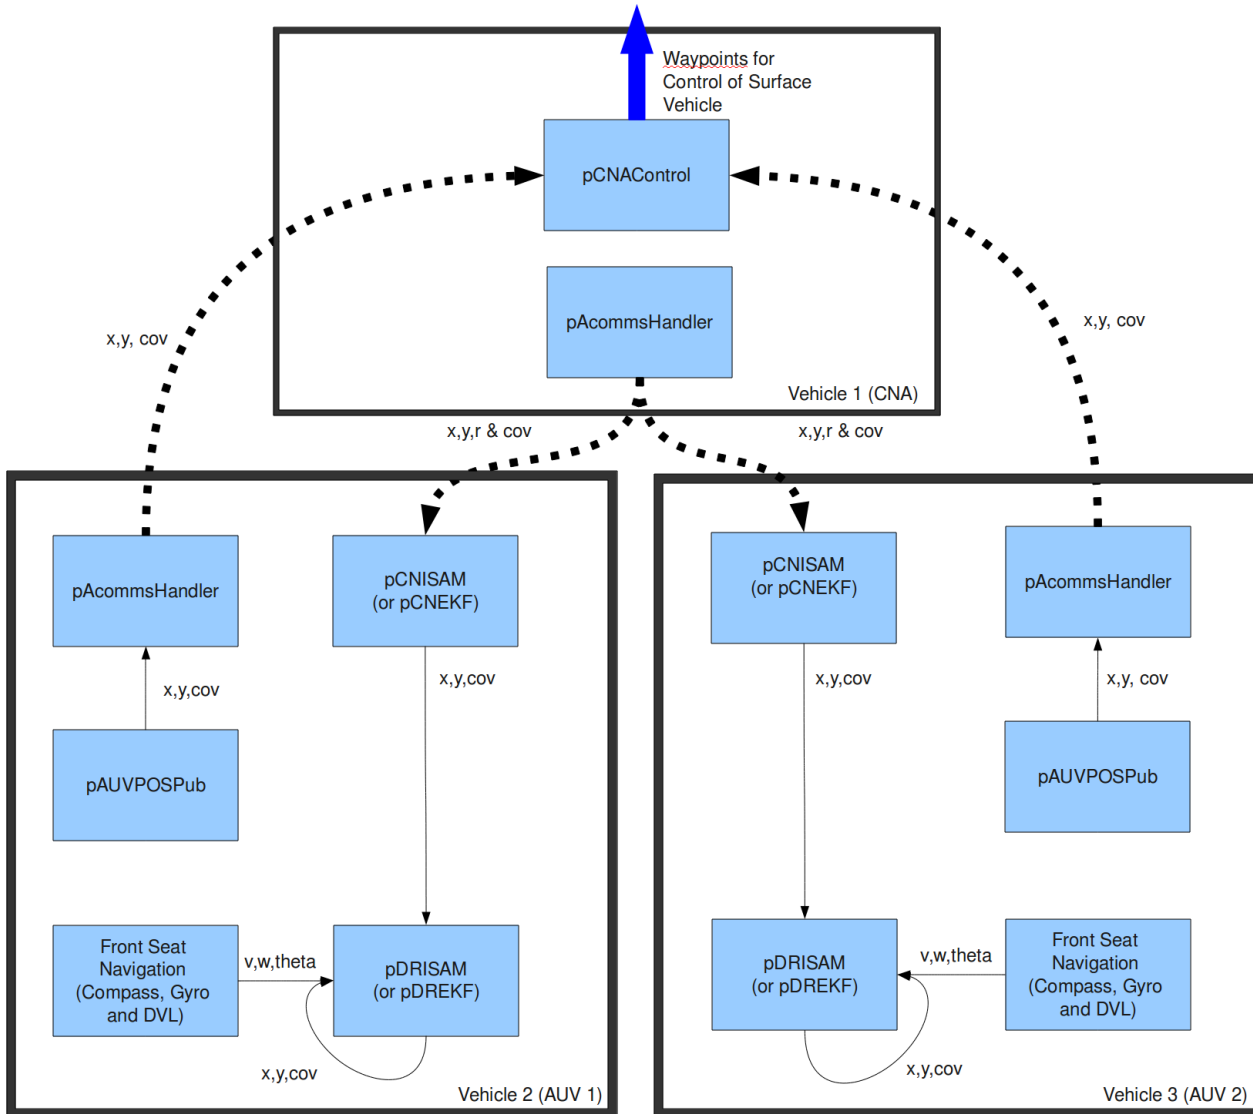 Waypoints for
Control of Surface
Vehicle
pCNAControl
pAcommsHandler
Vehicle 1 (CNA)
x,y, cov
x,y, cov
x,y,r & cov
x,y,r & cov
pAcommsHandler
pCNISAM
(or pCNEKF)
x,y,cov
x,y,cov
pAUVPOSPub
Front Seat
Navigation
(Compass, Gyro
and DVL)
v,w,theta
pDRISAM
(or pDREKF)
x,y,cov
Vehicle 2 (AUV 1)
pCNISAM
(or pCNEKF)
pAcommsHandler
x,y,cov
x,y, cov
pAUVPOSPub
pDRISAM
(or pDREKF)
v,w,theta
Front Seat
Navigation
(Compass, Gyro
and DVL)
x,y,cov
Vehicle 3 (AUV 2)